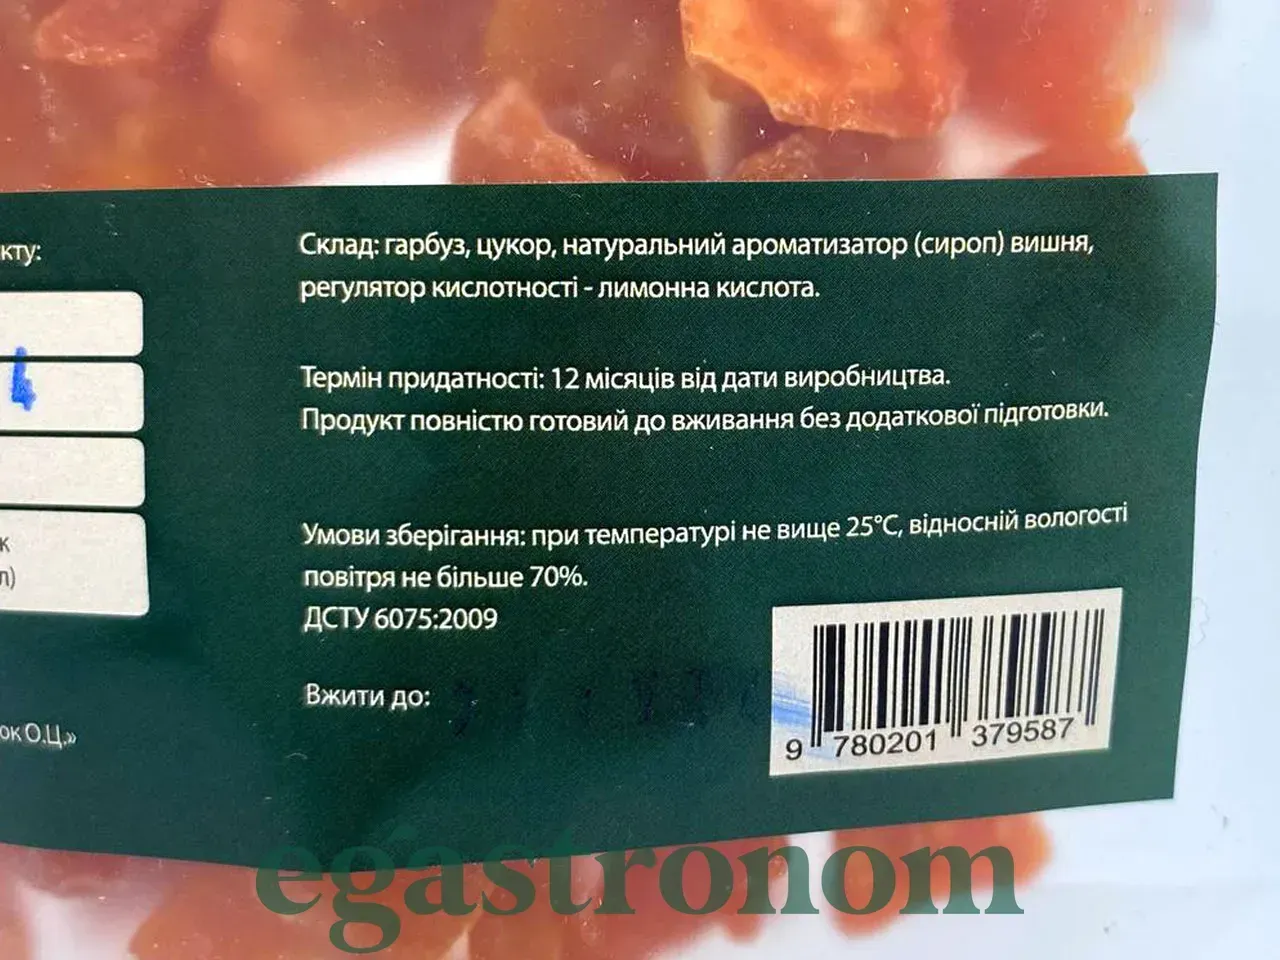 кту:
4
к
л)
ок О.Ц.»
Склад: гарбуз, цукор, натуральний ароматизатор (сироп) вишня,
регулятор кислотності - лимонна кислота.
Термін придатності: 12 місяців від дати виробництва.
Продукт повністю готовий до вживання без додаткової підготовки.
Умови зберігання: при температурі не вище 25°C, відносній вологості
повітря не більше 70%.
ДСТУ 6075:2009
Вжити до:
9 780201 379587
egastronom